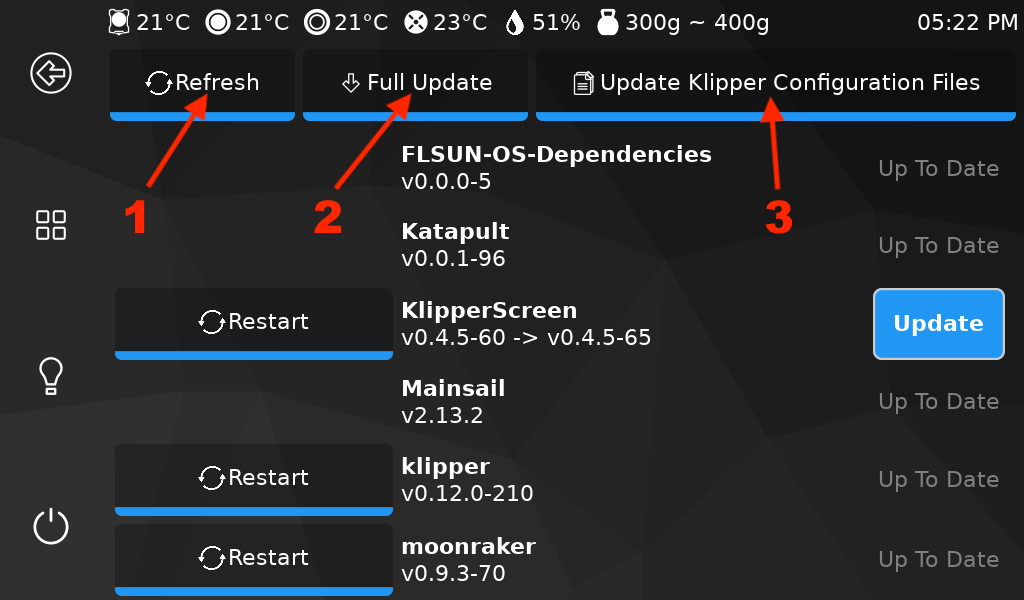 21°C 21°C 21°C 23°C 51% 300g ~ 400g 05:22 PM
Refresh Full Update Update Klipper Configuration Files
1 2 3
FLSUN-OS-Dependencies
v0.0.0-5
Up To Date
Katapult
v0.0.1-96
Up To Date
Restart
KlipperScreen
v0.4.5-60 -> v0.4.5-65
Update
Mainsail
v2.13.2
Up To Date
Restart
klipper
v0.12.0-210
Up To Date
Restart
moonraker
v0.9.3-70
Up To Date